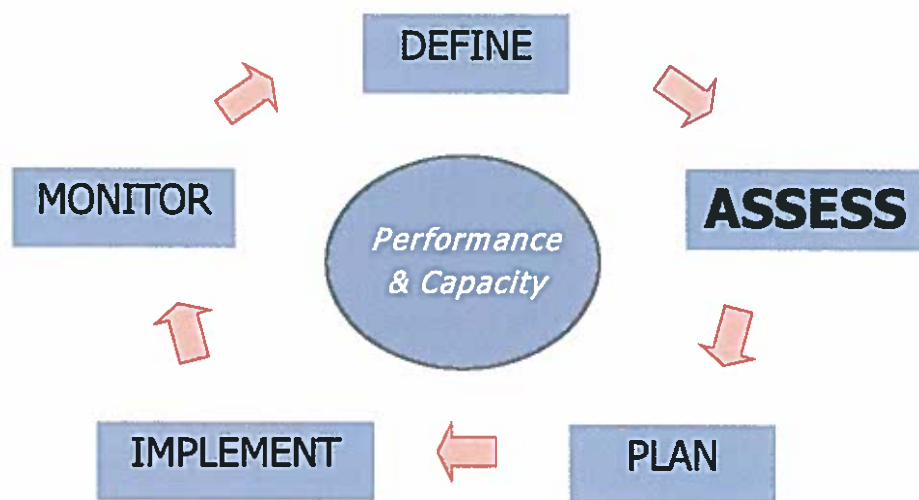 DEFINE
ASSESS
PLAN
IMPLEMENT
MONITOR
Performance
& Capacity